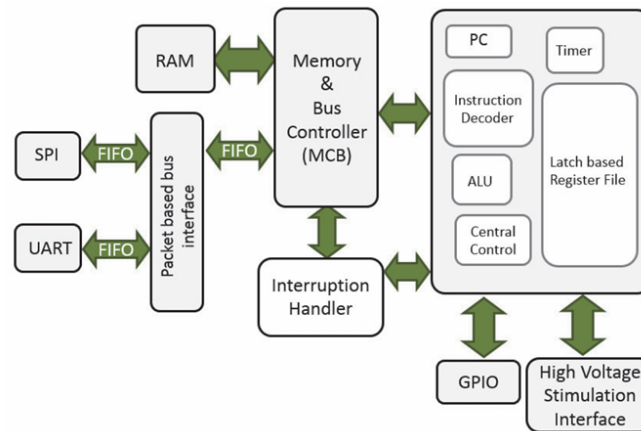 RAM
Memory
&
Bus
Controller
(MCB)
PC
Timer
Instruction
Decoder
Latch based
Register File
ALU
Central
Control
SPI
FIFO
FIFO
Packet based bus
interface
UART
FIFO
Interruption
Handler
GPIO
High Voltage
Stimulation
Interface